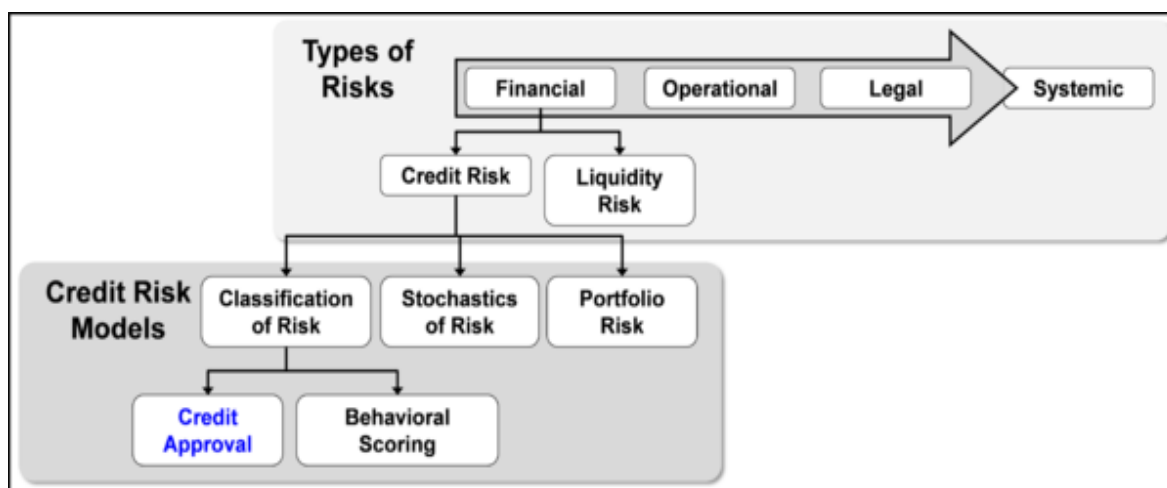 Types of
Risks
Financial
Operational
Legal
Systemic
Credit Risk
Liquidity
Risk
Credit Risk
Models
Classification
of Risk
Stochastics
of Risk
Portfolio
Risk
Credit
Approval
Behavioral
Scoring